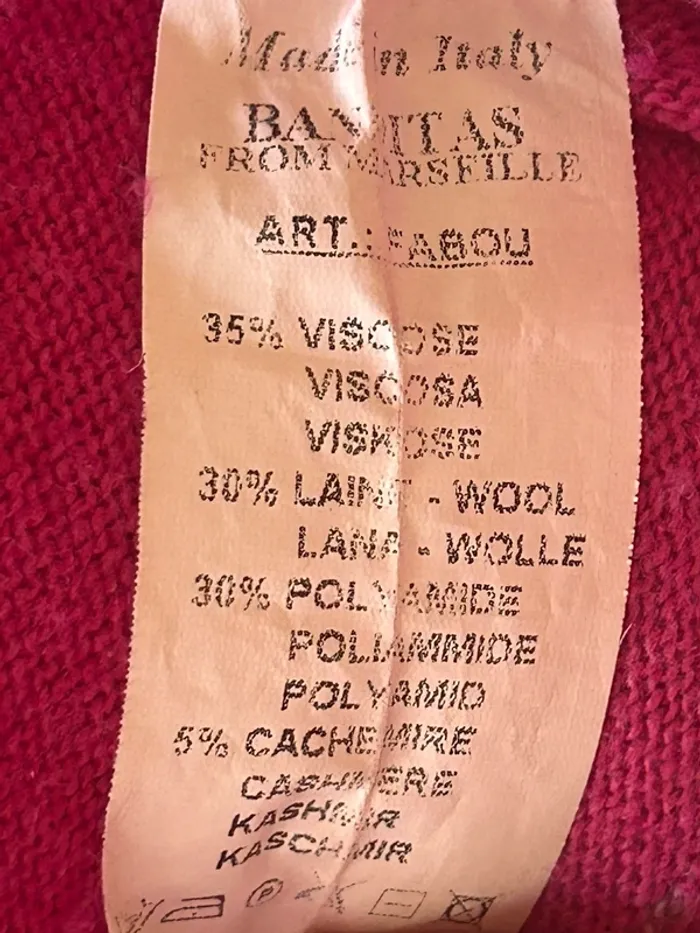 Made in Italy
BANDITAS
FROM MARSEILLE
ART.: FABOU
35% VISCOSE
VISCOSA
VISKOSE
30% LAINE - WOOL
LANA - WOLLE
30% POLYAMIDE
POLIAMMIDE
POLYAMID
5% CACHEMIRE
CASHMERE
KASHMIR
KASCHMIR
P